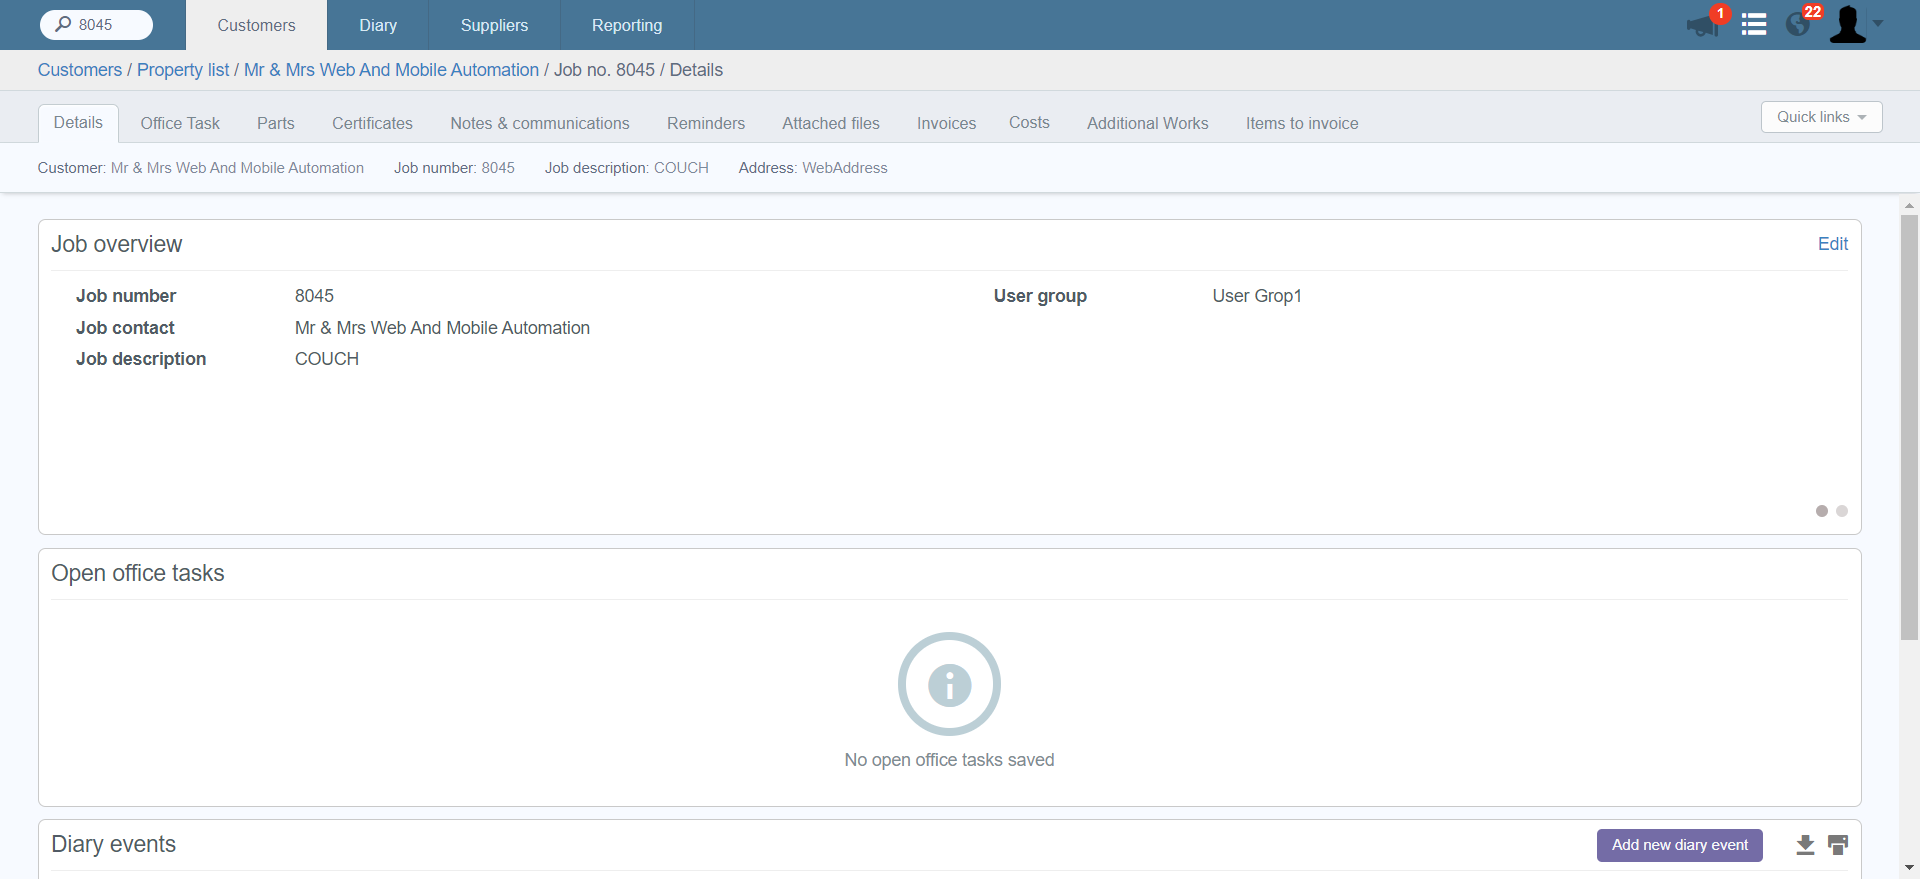 8045 Customers Diary Suppliers Reporting 1 22
Customers / Property list / Mr & Mrs Web And Mobile Automation / Job no. 8045 / Details
Details Office Task Parts Certificates Notes & communications Reminders Attached files Invoices Costs Additional Works Items to invoice Quick links
Customer: Mr & Mrs Web And Mobile Automation Job number: 8045 Job description: COUCH Address: WebAddress
Job overview Edit
Job number 8045 User group User Grop1
Job contact Mr & Mrs Web And Mobile Automation
Job description COUCH
Open office tasks
No open office tasks saved
Diary events Add new diary event